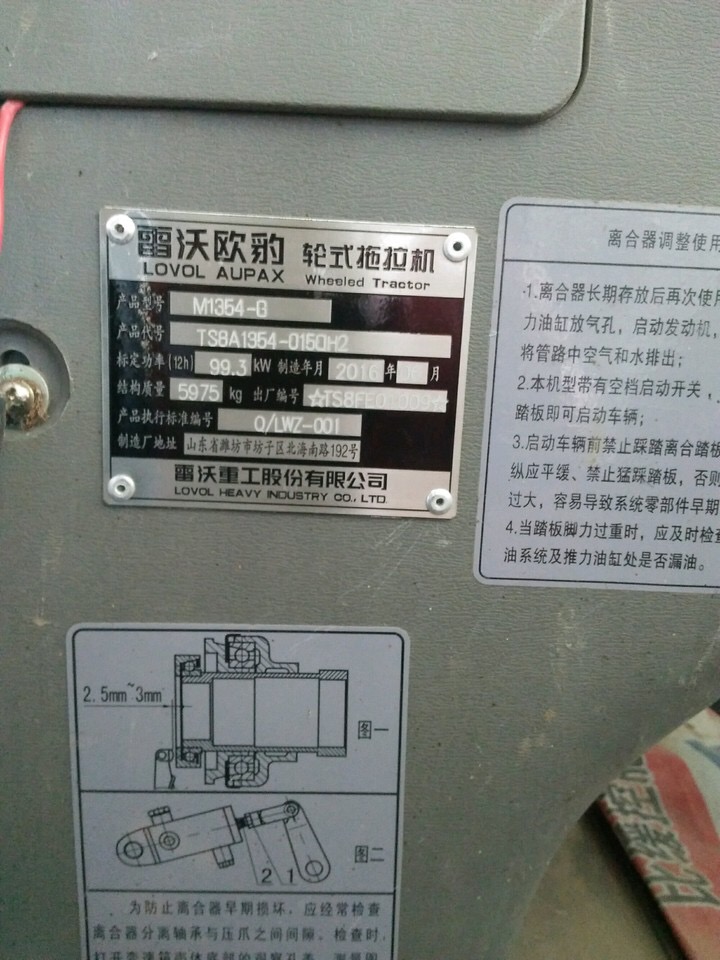 雷沃欧豹 轮式拖拉机
LOVOL AUPAX Wheeled Tractor
产品型号 M1354-B
产品代号 TS8A1354-0150H2
标定功率(12h) 99.3 kW 制造年月 2016 年 月
结构质量 5975 kg 出厂编号
产品执行标准编号 Q/LWZ-001
制造厂地址 山东省潍坊市坊子区北海南路192号
雷沃重工股份有限公司
LOVOL HEAVY INDUSTRY CO., LTD.
离合器调整使用
1.离合器长期存放后再次使用
力油缸放气孔，启动发动机，
将管路中空气和水排出；
2.本机型带有空档启动开关，
踏板即可启动车辆；
3.启动车辆前禁止踩踏离合踏板
纵应平缓、禁止猛踩踏板，否则
过大，容易导致系统零部件早期
4.当踏板脚力过重时，应及时检查
油系统及推力油缸处是否漏油。
2.5mm~3mm
图一
图二
2 1
为防止离合器早期损坏，应经常检查
离合器分离轴承与压爪之间间隙。检查时，